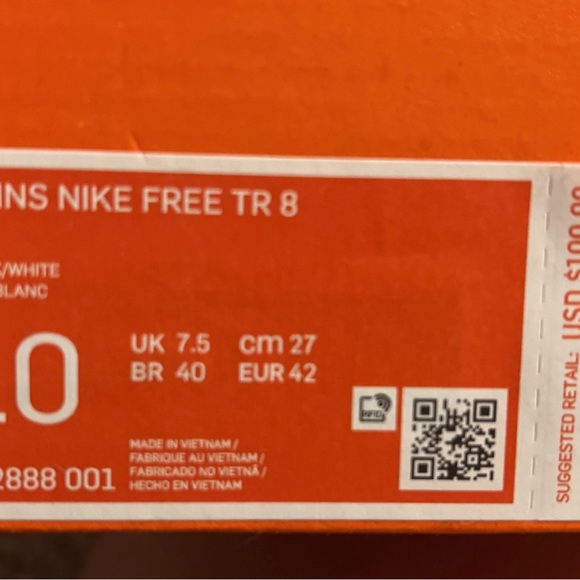 NS NIKE FREE TR 8
/WHITE
BLANC
10
UK 7.5 cm 27
BR 40 EUR 42
RFID
MADE IN VIETNAM /
FABRIQUE AU VIETNAM /
FABRICADO NO VIETNÃ /
HECHO EN VIETNAM
2888 001
SUGGESTED RETAIL: USD $100.00